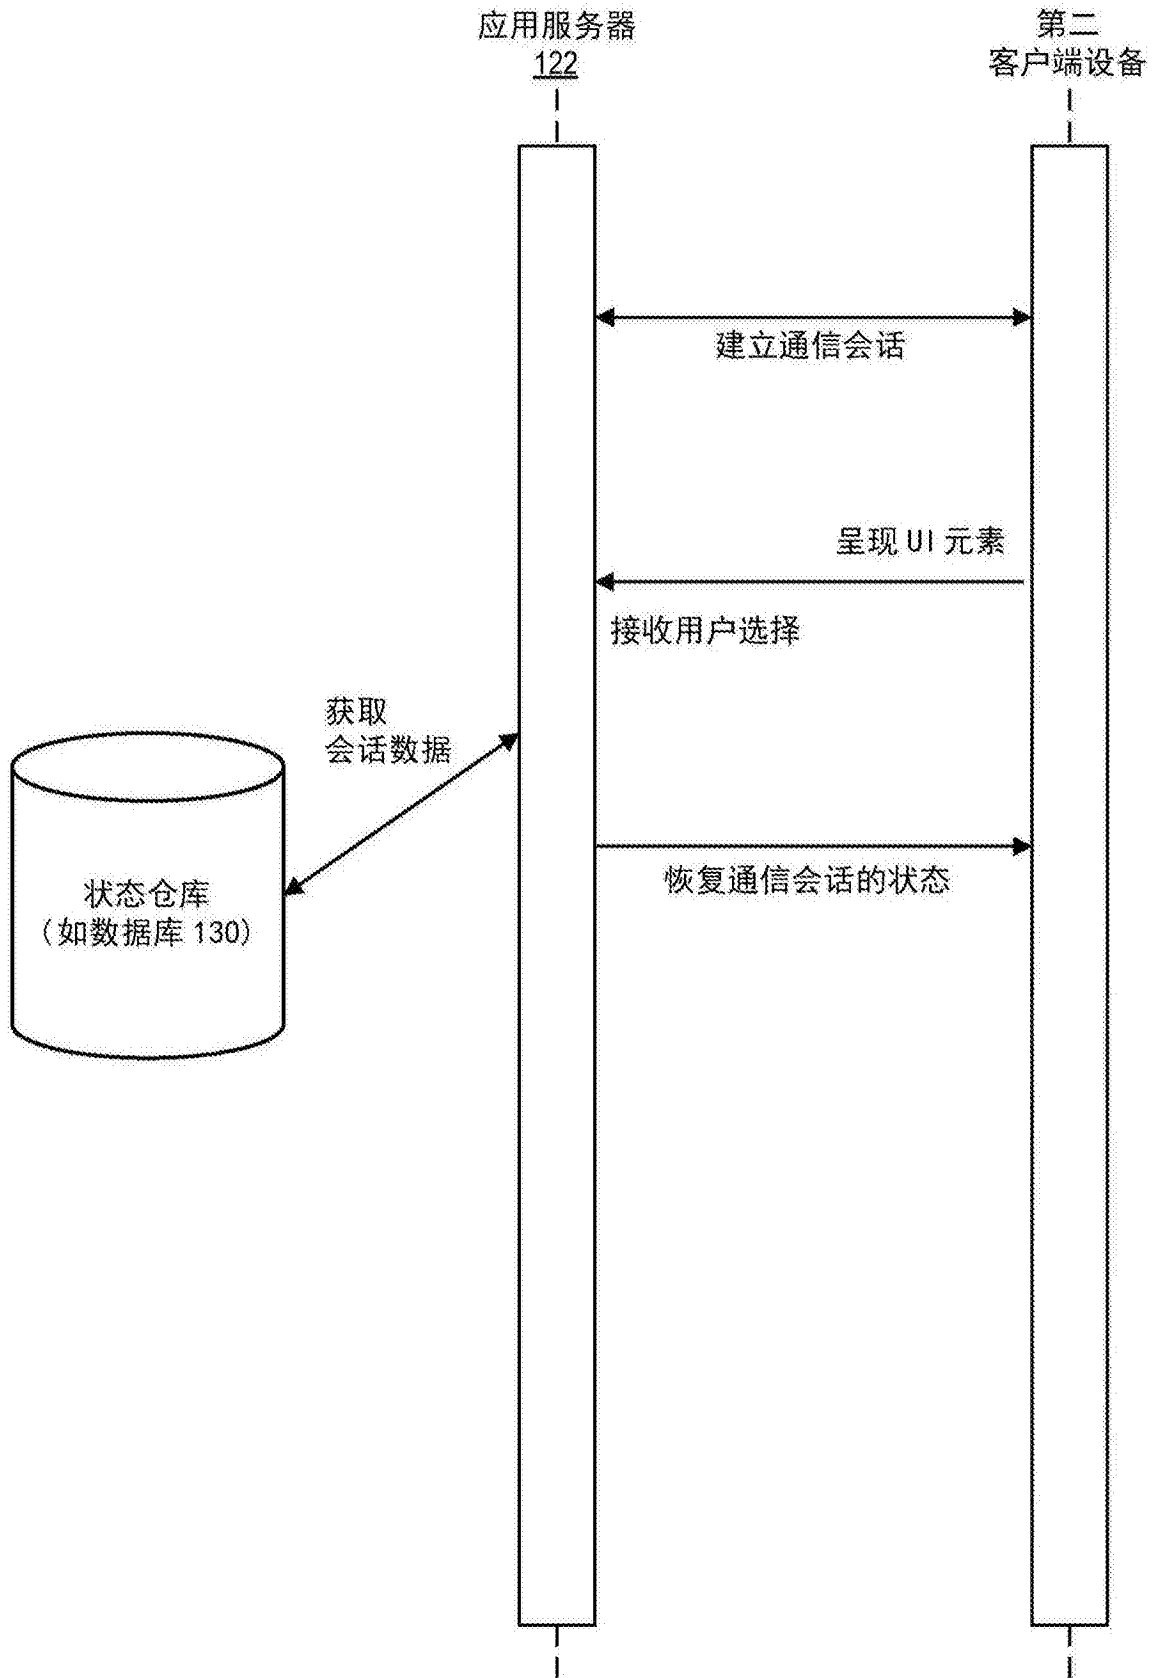 应用服务器
122
第二
客户端设备
建立通信会话
呈现 UI 元素
接收用户选择
获取
会话数据
恢复通信会话的状态
状态仓库
(如数据库 130)